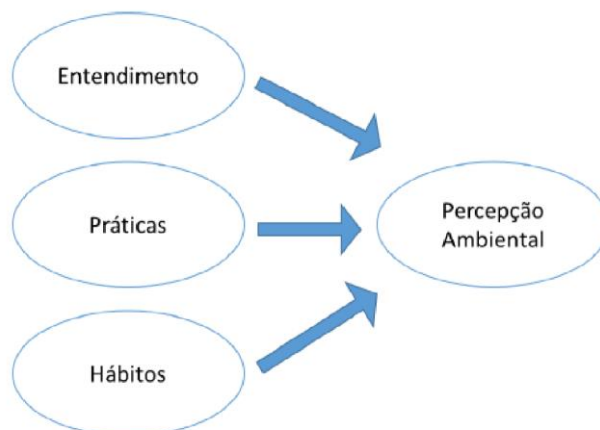 Entendimento
Práticas
Percepção
Ambiental
Hábitos